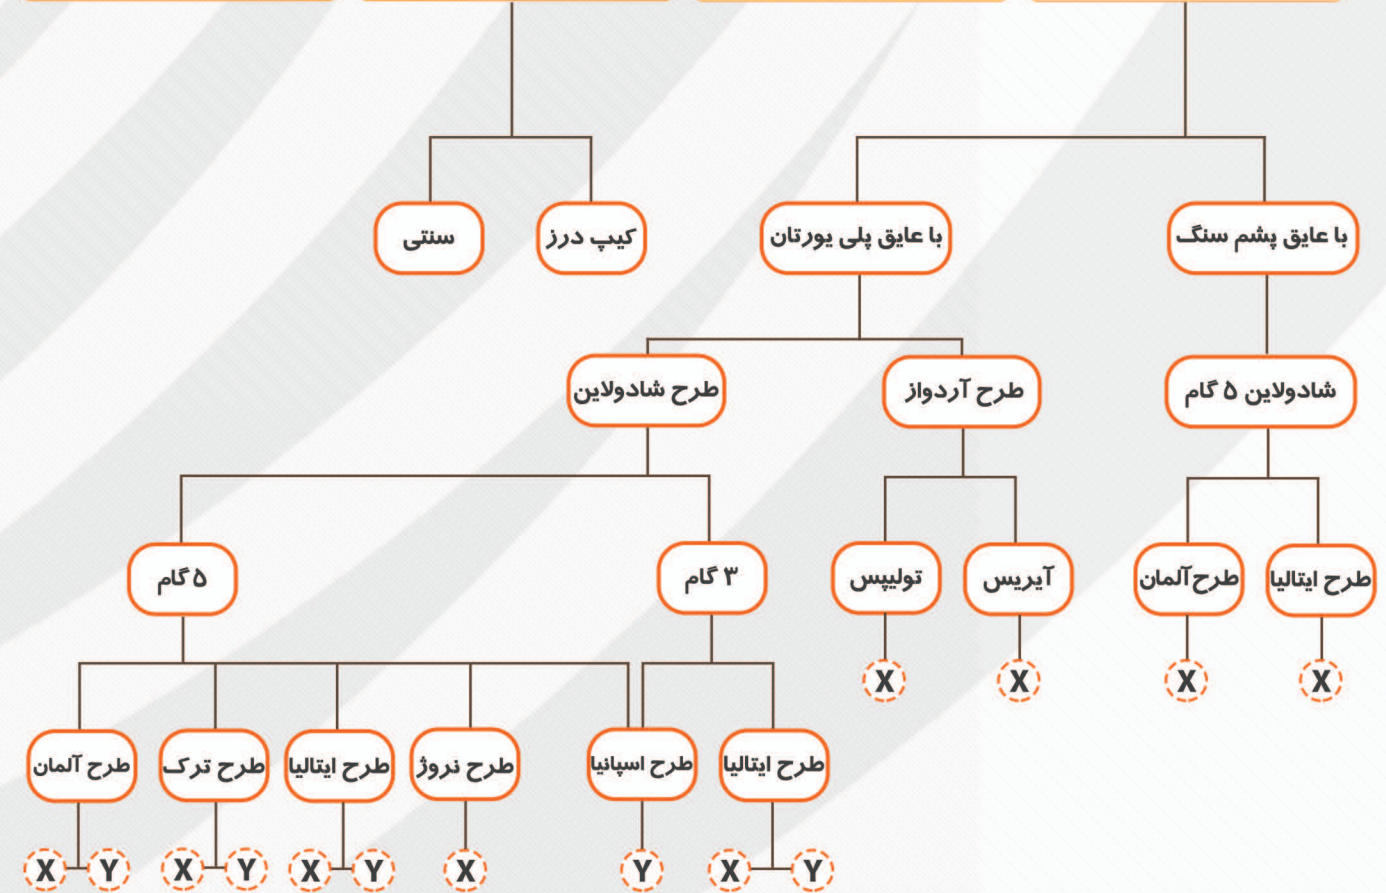 با عایق پشم سنگ
با عایق پلی یورتان
کیپ درز
سنتی
شادولاین ۵ گام
طرح آردواز
طرح شادولاین
طرح ایتالیا
طرح آلمان
آیریس
تولیپس
۳ گام
۵ گام
X
X
X
X
طرح ایتالیا
طرح اسپانیا
طرح نروژ
طرح ایتالیا
طرح ترک
طرح آلمان
X Y
Y
X
X Y
X Y
X Y